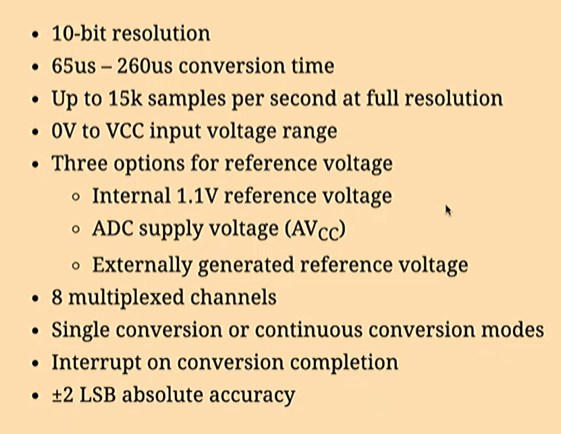 • 10-bit resolution
• 65us – 260us conversion time
• Up to 15k samples per second at full resolution
• 0V to VCC input voltage range
• Three options for reference voltage
◦ Internal 1.1V reference voltage
◦ ADC supply voltage (AVCC)
◦ Externally generated reference voltage
• 8 multiplexed channels
• Single conversion or continuous conversion modes
• Interrupt on conversion completion
• ±2 LSB absolute accuracy